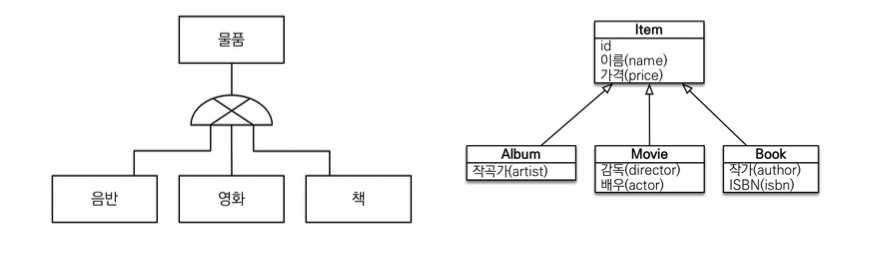 물품
음반
영화
책
Item
id
이름(name)
가격(price)
Album
작곡가(artist)
Movie
감독(director)
배우(actor)
Book
작가(author)
ISBN(isbn)